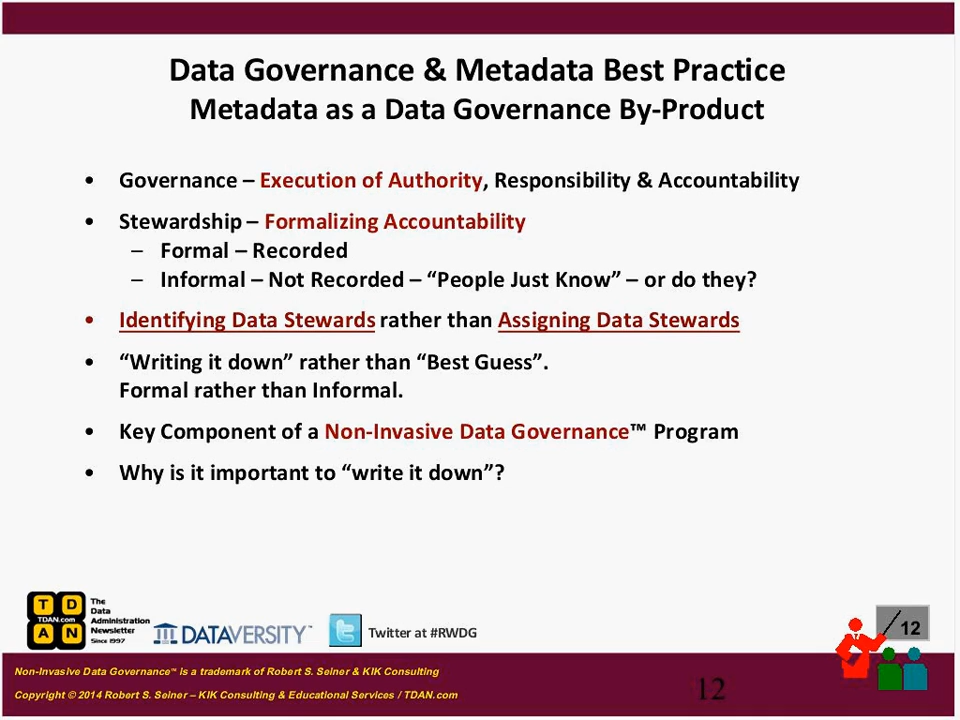 Data Governance & Metadata Best Practice
Metadata as a Data Governance By-Product
• Governance – Execution of Authority, Responsibility & Accountability
• Stewardship – Formalizing Accountability
– Formal – Recorded
– Informal – Not Recorded – “People Just Know” – or do they?
• Identifying Data Stewards rather than Assigning Data Stewards
• “Writing it down” rather than “Best Guess”.
Formal rather than Informal.
• Key Component of a Non-Invasive Data Governance™ Program
• Why is it important to “write it down”?
T D
TDAN.com
A N
The
Data
Administration
Newsletter
Since 1997
DATAVERSITY™
Twitter at #RWDG
12
Non-Invasive Data Governance™ is a trademark of Robert S. Seiner & KIK Consulting
Copyright © 2014 Robert S. Seiner – KIK Consulting & Educational Services / TDAN.com
12